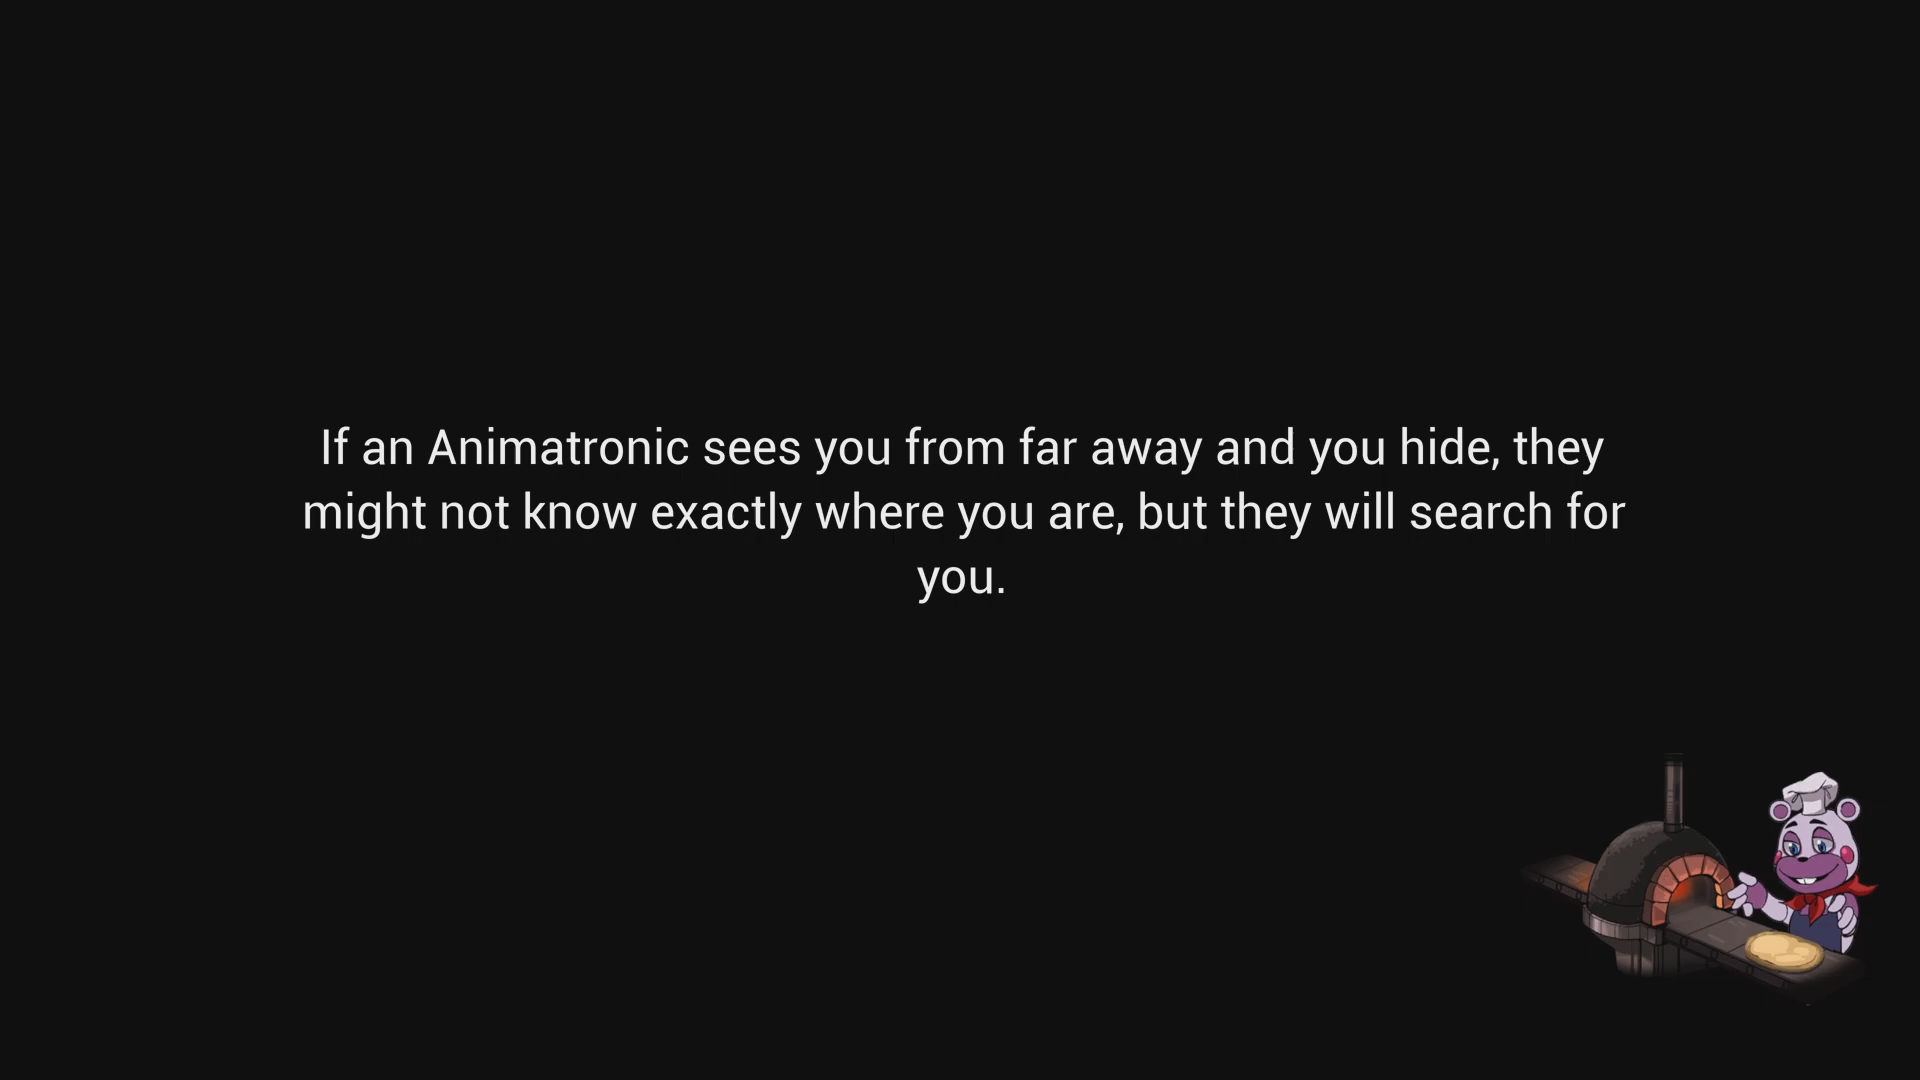 If an Animatronic sees you from far away and you hide, they
might not know exactly where you are, but they will search for
you.